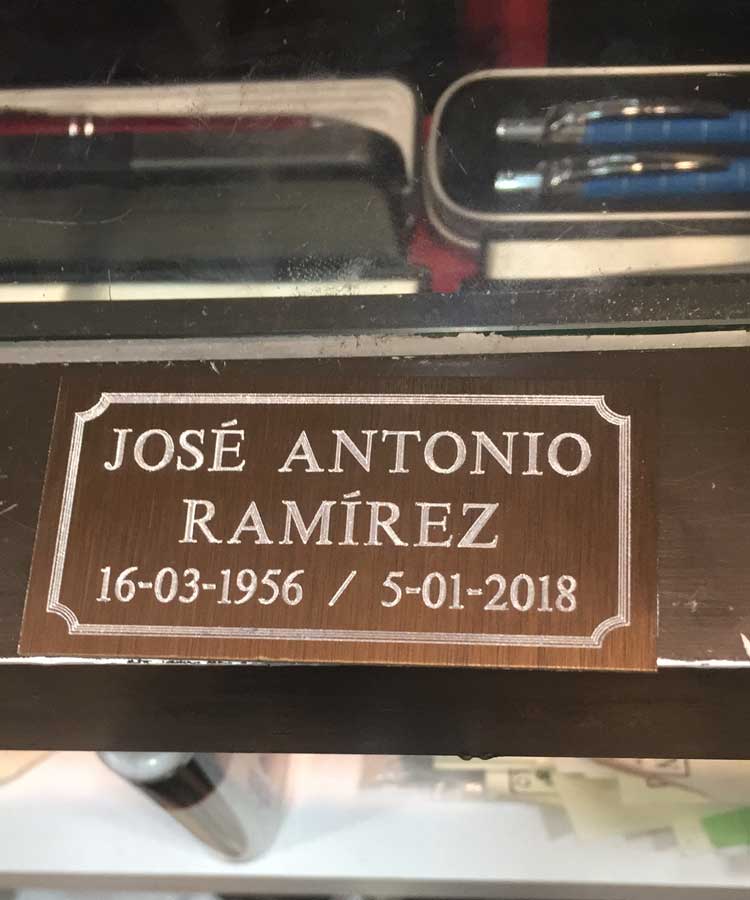 JOSÉ ANTONIO
RAMÍREZ
16-03-1956 / 5-01-2018